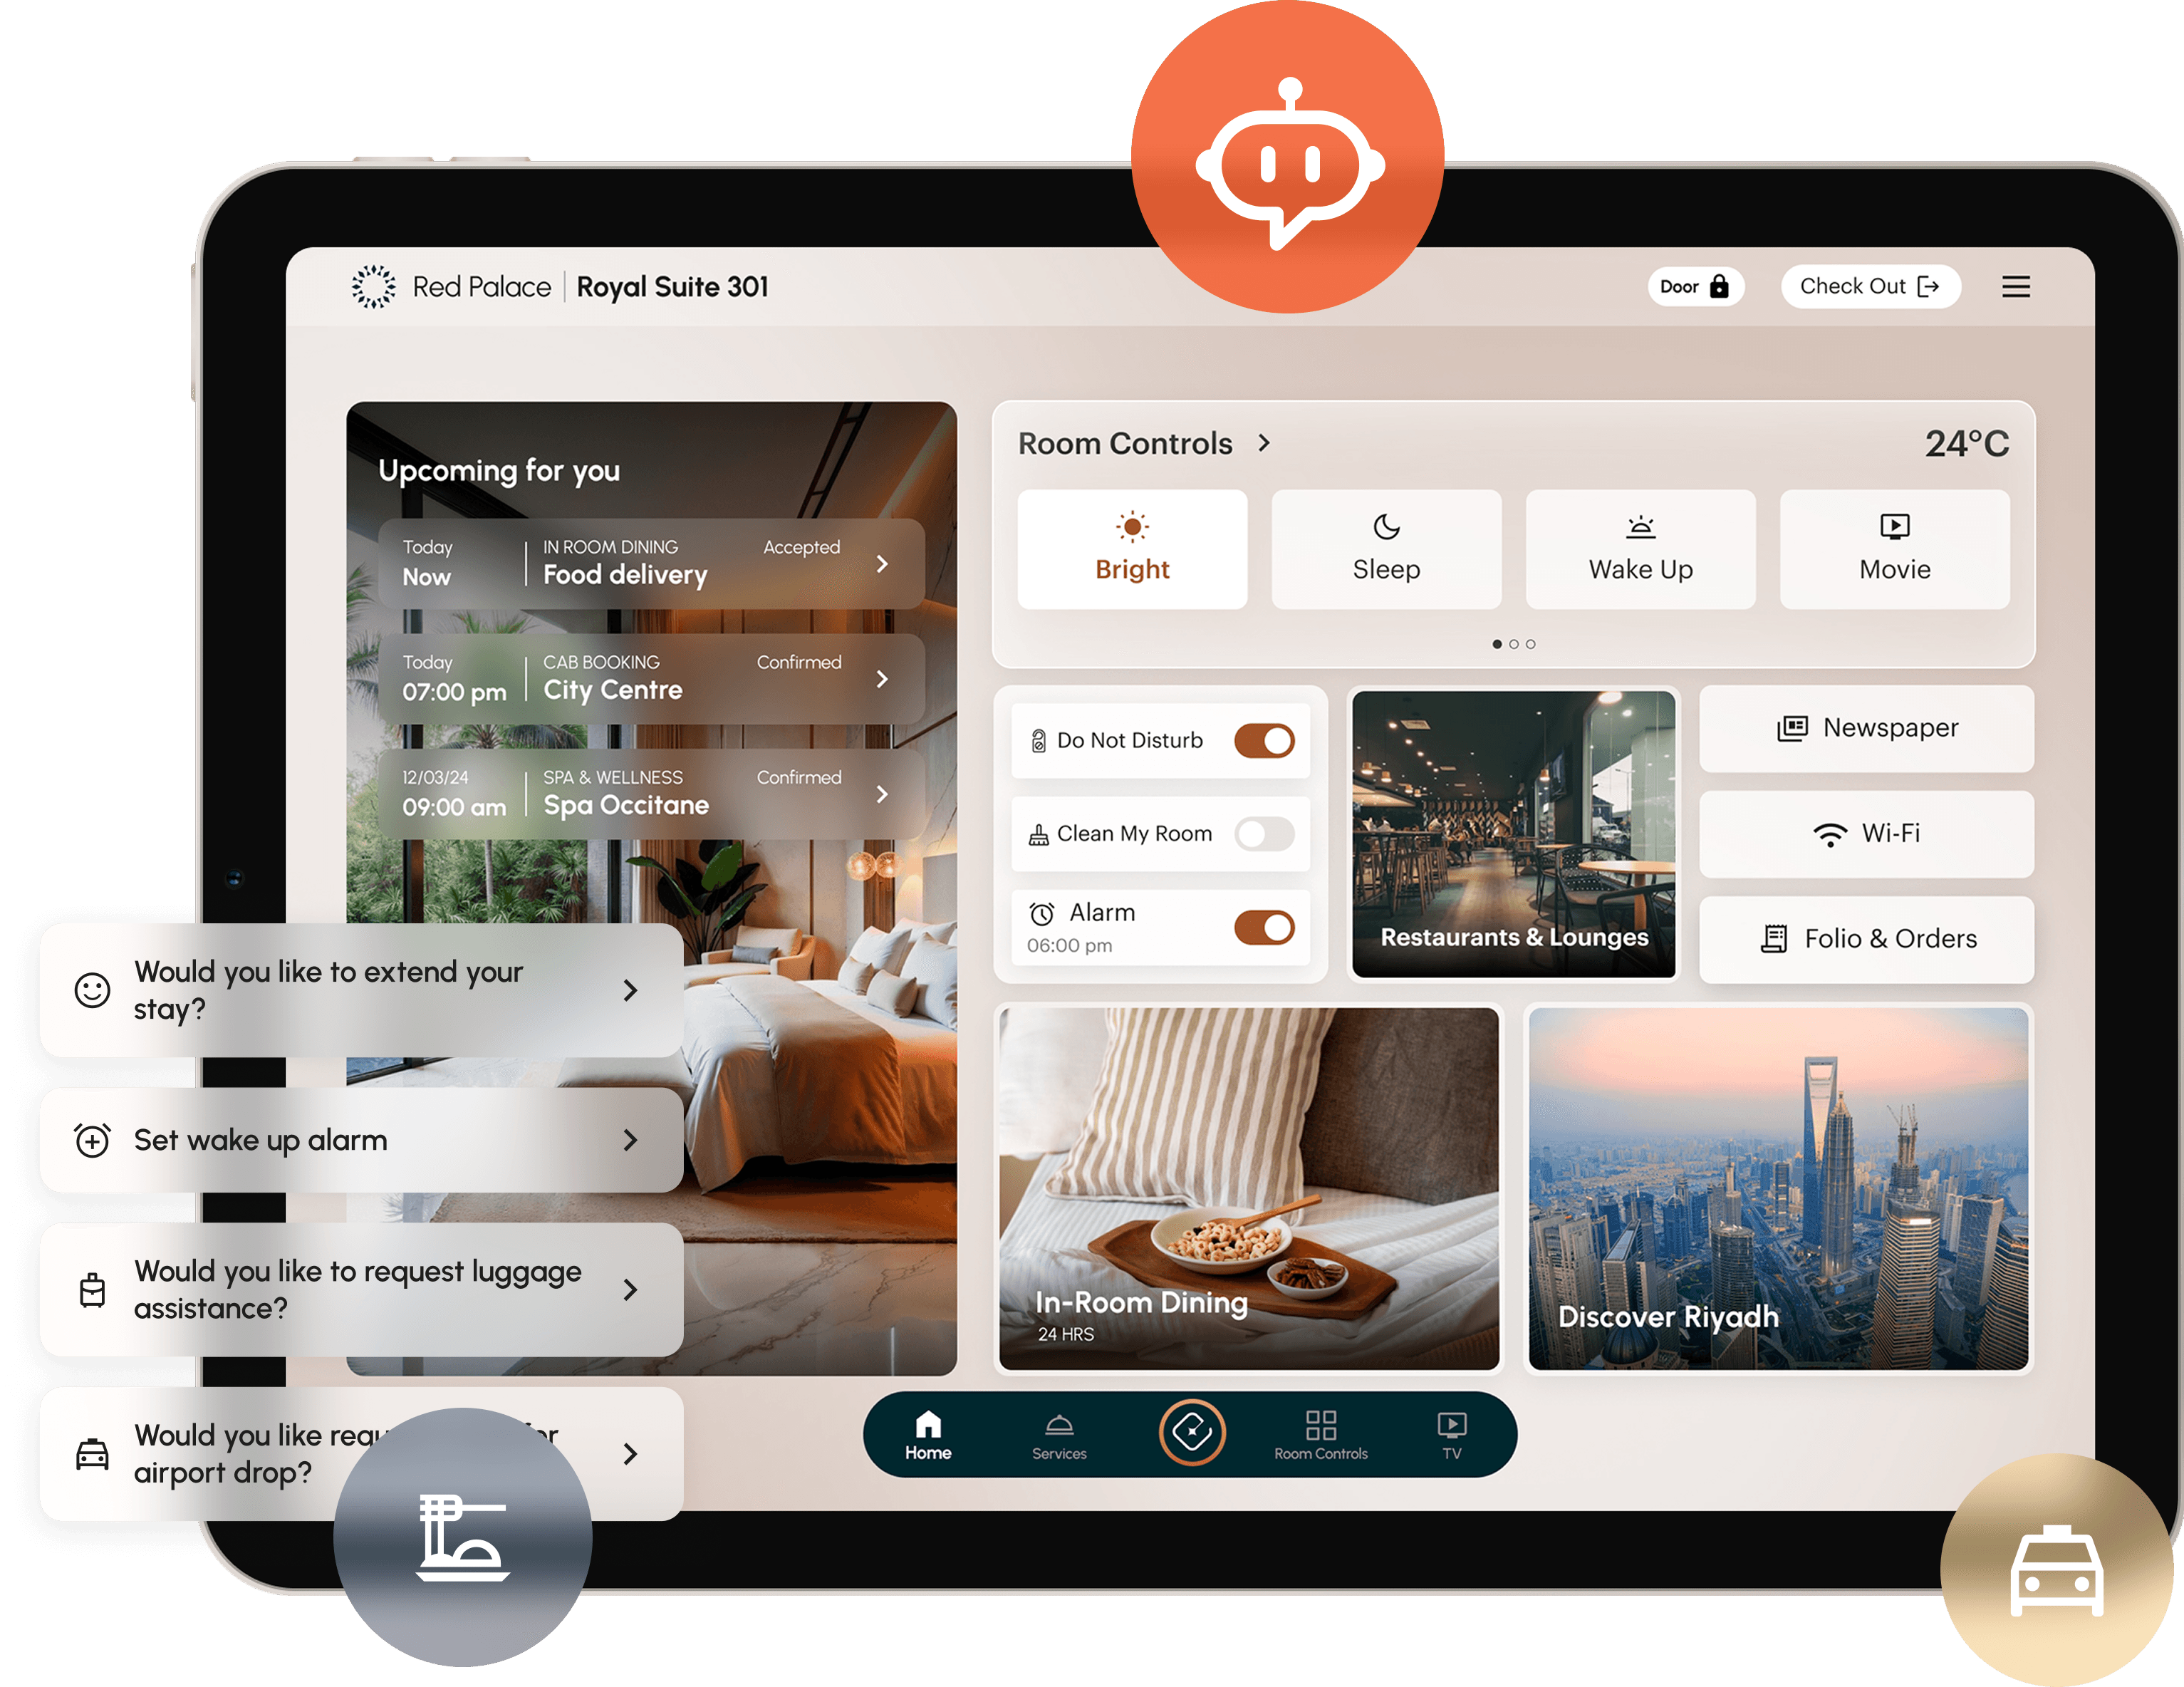 Red Palace
Royal Suite 301
Door
Check Out
Upcoming for you
Today
Now
IN ROOM DINING
Food delivery
Accepted
Today
07:00 pm
CAB BOOKING
City Centre
Confirmed
12/03/24
09:00 am
SPA & WELLNESS
Spa Occitane
Confirmed
Would you like to extend your
stay?
Set wake up alarm
Would you like to request luggage
assistance?
Would you like
airport drop?
Room Controls
24°C
Bright
Sleep
Wake Up
Movie
Do Not Disturb
Clean My Room
Alarm
06:00 pm
Restaurants & Lounges
Newspaper
Wi-Fi
Folio & Orders
In-Room Dining
24 HRS
Discover Riyadh
Home
Services
Room Controls
TV